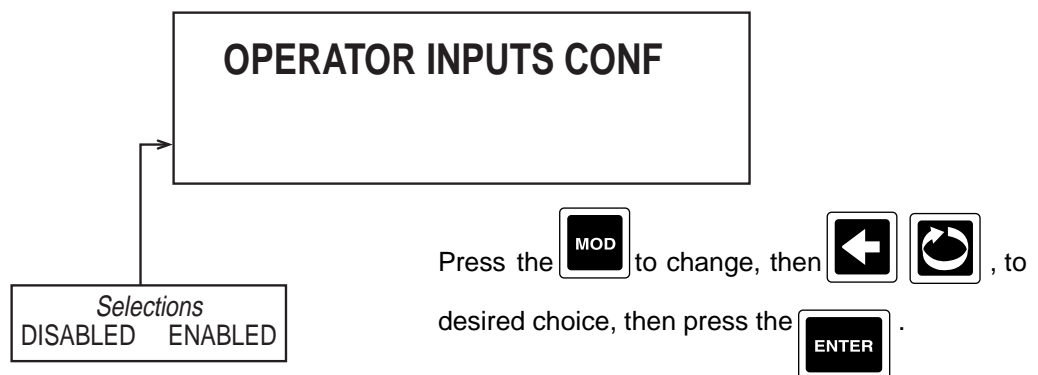 OPERATOR INPUTS CONF
Press the MOD to change, then , to
desired choice, then press the ENTER .
Selections
DISABLED ENABLED